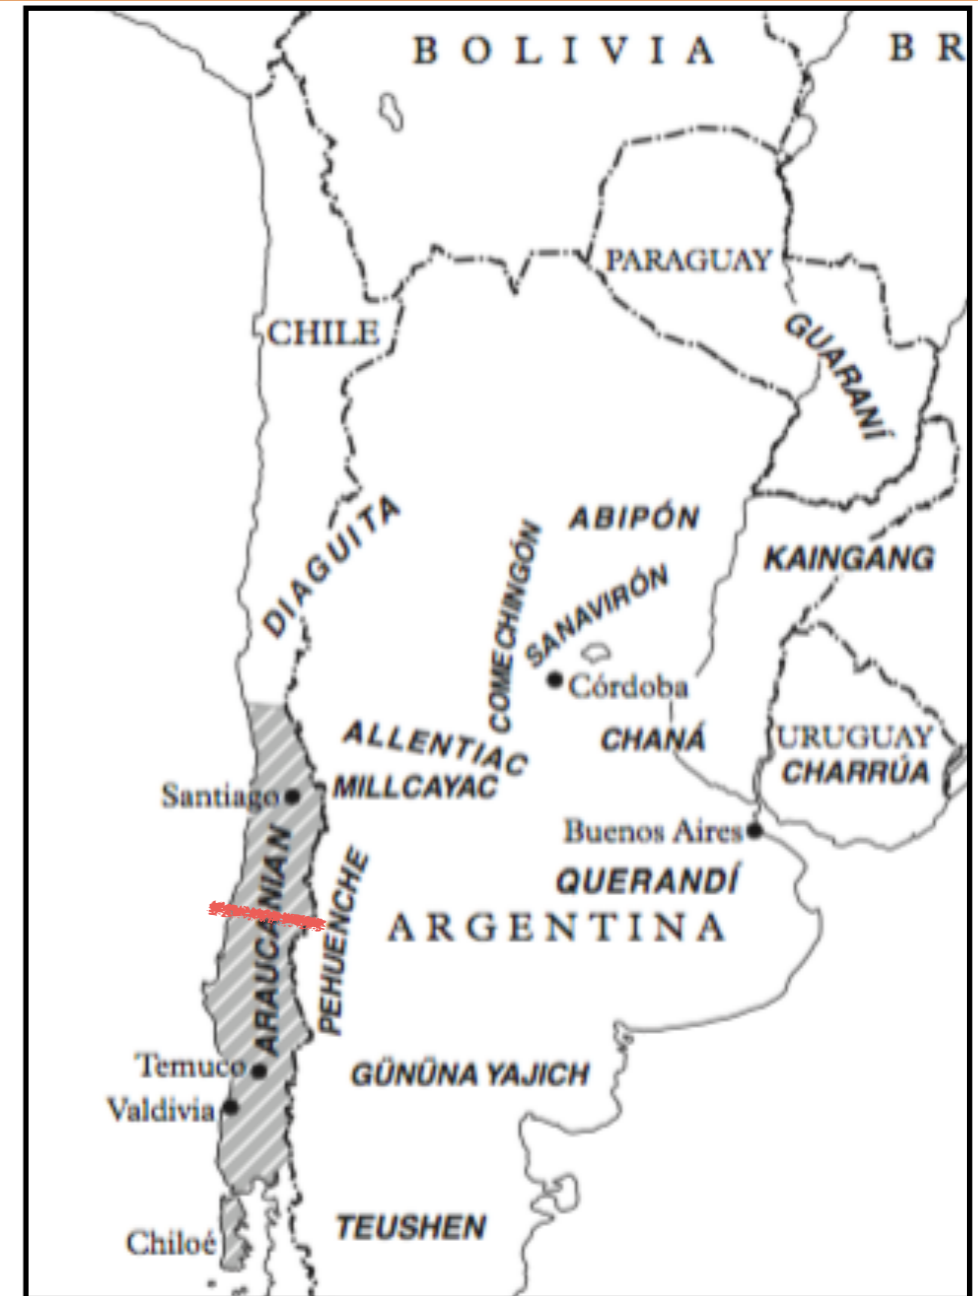 BOLIVIA
BR
PARAGUAY
CHILE
GUARANÍ
DIAGUITA
ABIPÓN
COMECHINGÓN
SANAVIRÓN
KAINGANG
Córdoba
ALLENTIAC
CHANÁ
URUGUAY
CHARRÚA
Santiago
MILLCAYAC
Buenos Aires
ARAUCANIAN
PEHUENCHE
QUERANDÍ
ARGENTINA
Temuco
GÜNÜNA YAJICH
Valdivia
TEUSHEN
Chiloé